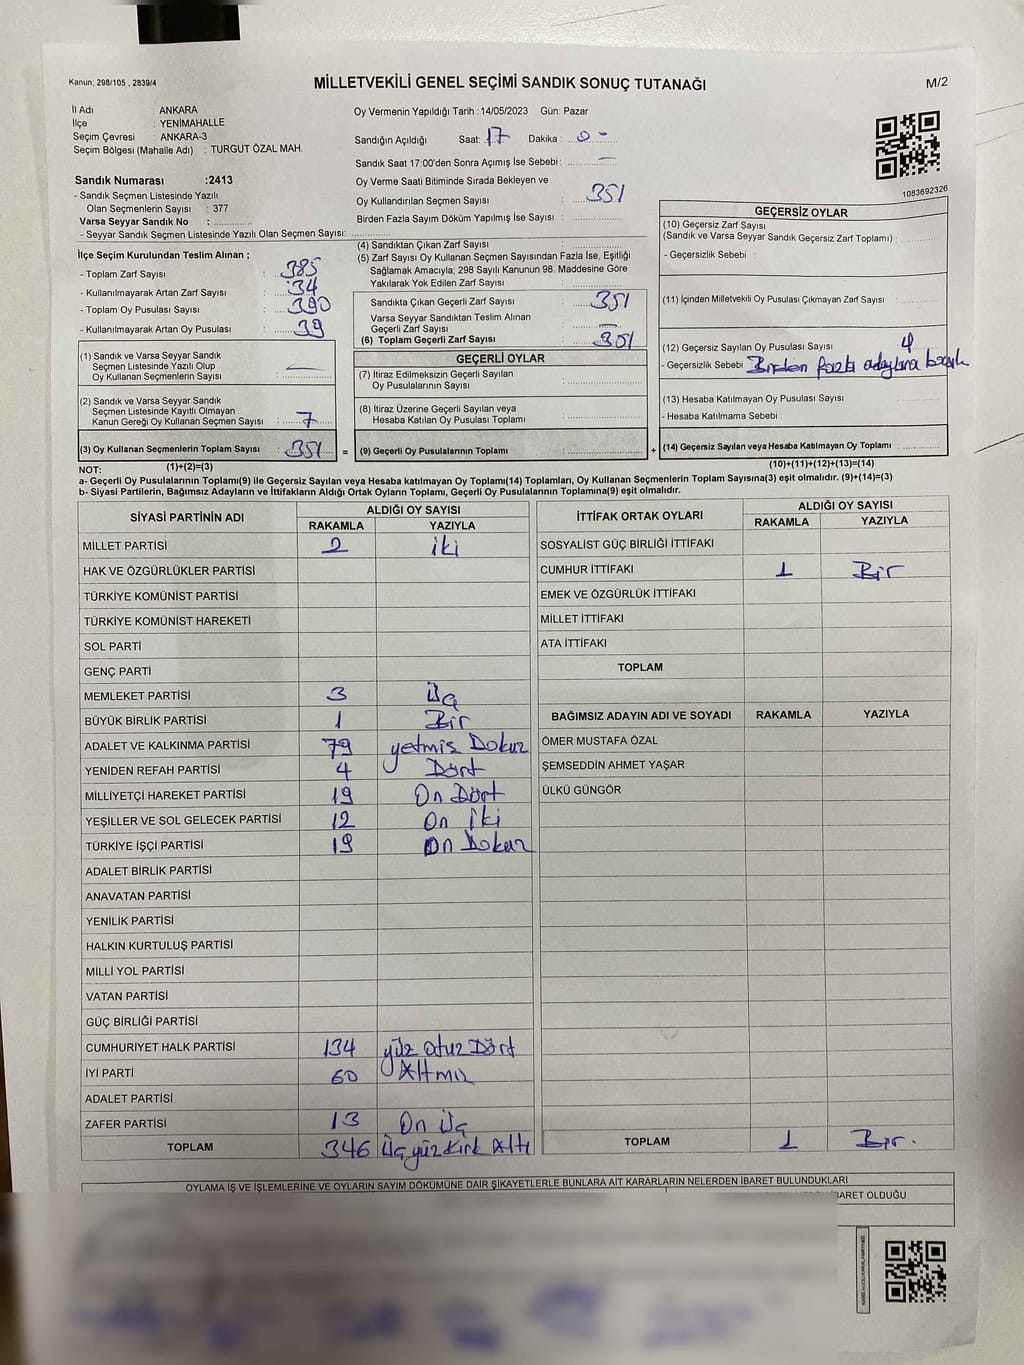 Kanun: 298/105 , 2839/4
MİLLETVEKİLİ GENEL SEÇİMİ SANDIK SONUÇ TUTANAĞI
M/2
İl Adı : ANKARA
İlçe : YENİMAHALLE
Seçim Çevresi : ANKARA-3
Seçim Bölgesi (Mahalle Adı) : TURGUT ÖZAL MAH.
Sandık Numarası :2413
- Sandık Seçmen Listesinde Yazılı
Olan Seçmenlerin Sayısı : 377
Varsa Seyyar Sandık No :
- Seyyar Sandık Seçmen Listesinde Yazılı Olan Seçmen Sayısı:
Oy Vermenin Yapıldığı Tarih :14/05/2023 Gün: Pazar
Sandığın Açıldığı Saat: 17 Dakika : 0 -
Sandık Saat 17:00'den Sonra Açılmış İse Sebebi : —
Oy Verme Saati Bitiminde Sırada Bekleyen ve
Oy Kullandırılan Seçmen Sayısı : 351
Birden Fazla Sayım Döküm Yapılmış İse Sayısı :
1083692326
İlçe Seçim Kurulundan Teslim Alınan ;
- Toplam Zarf Sayısı : 385
- Kullanılmayarak Artan Zarf Sayısı : 34
- Toplam Oy Pusulası Sayısı : 390
- Kullanılmayarak Artan Oy Pusulası : 39
(1) Sandık ve Varsa Seyyar Sandık
Seçmen Listesinde Yazılı Olup
Oy Kullanan Seçmenlerin Sayısı : —
(2) Sandık ve Varsa Seyyar Sandık
Seçmen Listesinde Kayıtlı Olmayan
Kanun Gereği Oy Kullanan Seçmen Sayısı : 7
(3) Oy Kullanan Seçmenlerin Toplam Sayısı : 351 =
(1)+(2)=(3)
(4) Sandıktan Çıkan Zarf Sayısı :
(5) Zarf Sayısı Oy Kullanan Seçmen Sayısından Fazla İse, Eşitliği
Sağlamak Amacıyla; 298 Sayılı Kanunun 98. Maddesine Göre
Yakılarak Yok Edilen Zarf Sayısı :
Sandıkta Çıkan Geçerli Zarf Sayısı : 351
Varsa Seyyar Sandıktan Teslim Alınan
Geçerli Zarf Sayısı : —
(6) Toplam Geçerli Zarf Sayısı : 351
GEÇERLİ OYLAR
(7) İtiraz Edilmeksizin Geçerli Sayılan
Oy Pusulalarının Sayısı :
(8) İtiraz Üzerine Geçerli Sayılan veya
Hesaba Katılan Oy Pusulası Toplamı :
(9) Geçerli Oy Pusulalarının Toplamı : +
GEÇERSİZ OYLAR
(10) Geçersiz Zarf Sayısı
(Sandık ve Varsa Seyyar Sandık Geçersiz Zarf Toplamı) :
- Geçersizlik Sebebi :
(11) İçinden Milletvekili Oy Pusulası Çıkmayan Zarf Sayısı :
(12) Geçersiz Sayılan Oy Pusulası Sayısı : 4
- Geçersizlik Sebebi : Birden fazla adaylara
(13) Hesaba Katılmayan Oy Pusulası Sayısı :
- Hesaba Katılmama Sebebi :
(14) Geçersiz Sayılan veya Hesaba Katılmayan Oy Toplamı :
(10)+(11)+(12)+(13)=(14)
NOT:
a- Geçerli Oy Pusulalarının Toplamı(9) ile Geçersiz Sayılan veya Hesaba katılmayan Oy Toplamı(14) Toplamları, Oy Kullanan Seçmenlerin Toplam Sayısına(3) eşit olmalıdır. (9)+(14)=(3)
b- Siyasi Partilerin, Bağımsız Adayların ve İttifakların Aldığı Ortak Oyların Toplamı, Geçerli Oy Pusulalarının Toplamına(9) eşit olmalıdır.
SİYASİ PARTİNİN ADI ALDIĞI OY SAYISI
RAKAMLA YAZIYLA
MİLLET PARTİSİ 2 iki
HAK VE ÖZGÜRLÜKLER PARTİSİ
TÜRKİYE KOMÜNİST PARTİSİ
TÜRKİYE KOMÜNİST HAREKETİ
SOL PARTİ
GENÇ PARTİ
MEMLEKET PARTİSİ 3 Üç
BÜYÜK BİRLİK PARTİSİ 1 Bir
ADALET VE KALKINMA PARTİSİ 79 yetmiş Dokuz
YENİDEN REFAH PARTİSİ 4 Dört
MİLLİYETÇİ HAREKET PARTİSİ 19 On Dört
YEŞİLLER VE SOL GELECEK PARTİSİ 12 On iki
TÜRKİYE İŞÇİ PARTİSİ 19 On Dokuz
ADALET BİRLİK PARTİSİ
ANAVATAN PARTİSİ
YENİLİK PARTİSİ
HALKIN KURTULUŞ PARTİSİ
MİLLİ YOL PARTİSİ
VATAN PARTİSİ
GÜÇ BİRLİĞİ PARTİSİ
CUMHURİYET HALK PARTİSİ 134 yüz otuz Dört
İYİ PARTİ 60 Altmış
ADALET PARTİSİ
ZAFER PARTİSİ 13 On Üç
TOPLAM 346 Üç yüz Kırk Altı
İTTİFAK ORTAK OYLARI ALDIĞI OY SAYISI
RAKAMLA YAZIYLA
SOSYALİST GÜÇ BİRLİĞİ İTTİFAKI
CUMHUR İTTİFAKI 1 Bir
EMEK VE ÖZGÜRLÜK İTTİFAKI
MİLLET İTTİFAKI
ATA İTTİFAKI
TOPLAM
BAĞIMSIZ ADAYIN ADI VE SOYADI RAKAMLA YAZIYLA
ÖMER MUSTAFA ÖZAL
ŞEMSEDDİN AHMET YAŞAR
ÜLKÜ GÜNGÖR
TOPLAM 1 Bir.
OYLAMA İŞ VE İŞLEMLERİNE VE OYLARIN SAYIM DÖKÜMÜNE DAİR ŞİKAYETLERLE BUNLARA AİT KARARLARIN NELERDEN İBARET BULUNDUKLARI
İBARET OLDUĞU